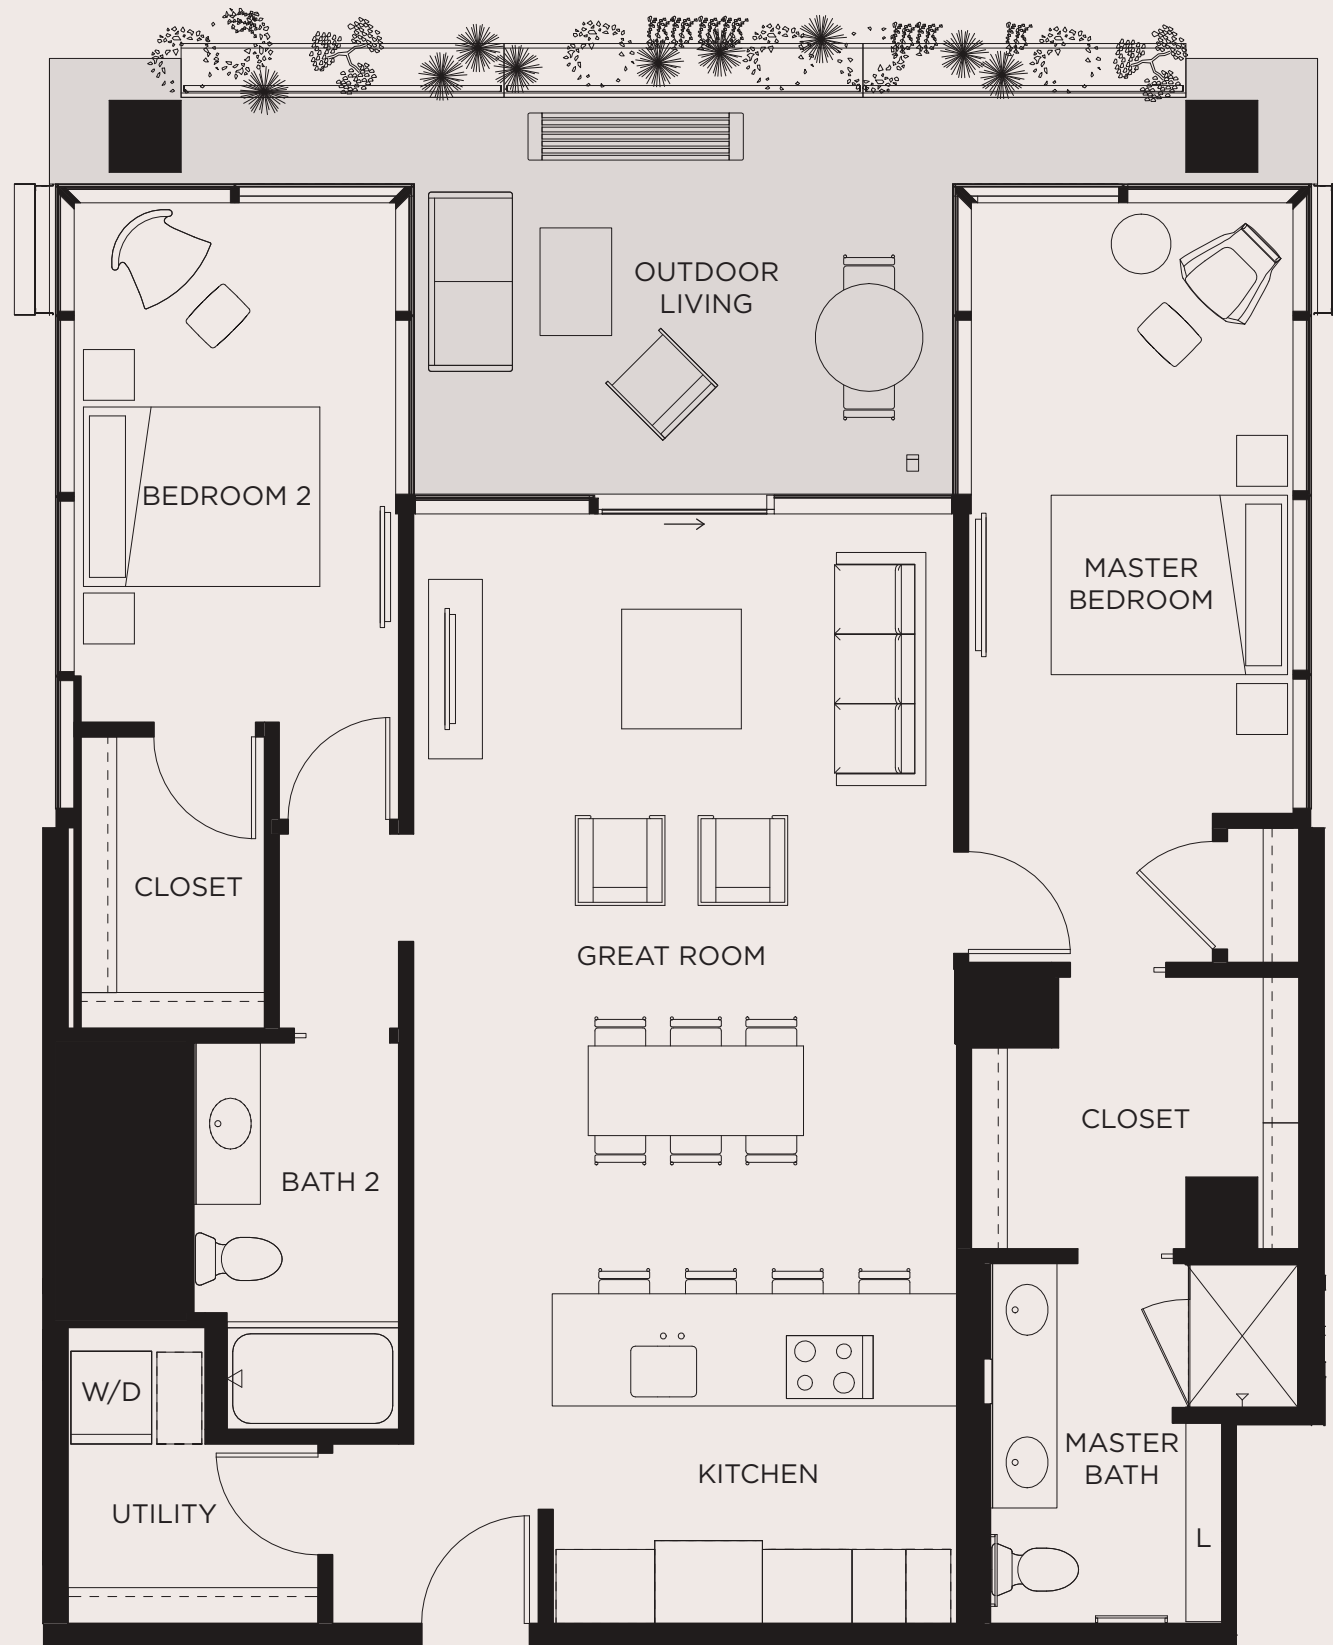 OUTDOOR
LIVING
BEDROOM 2
MASTER
BEDROOM
CLOSET
GREAT ROOM
CLOSET
BATH 2
W/D
MASTER
BATH
KITCHEN
UTILITY
L